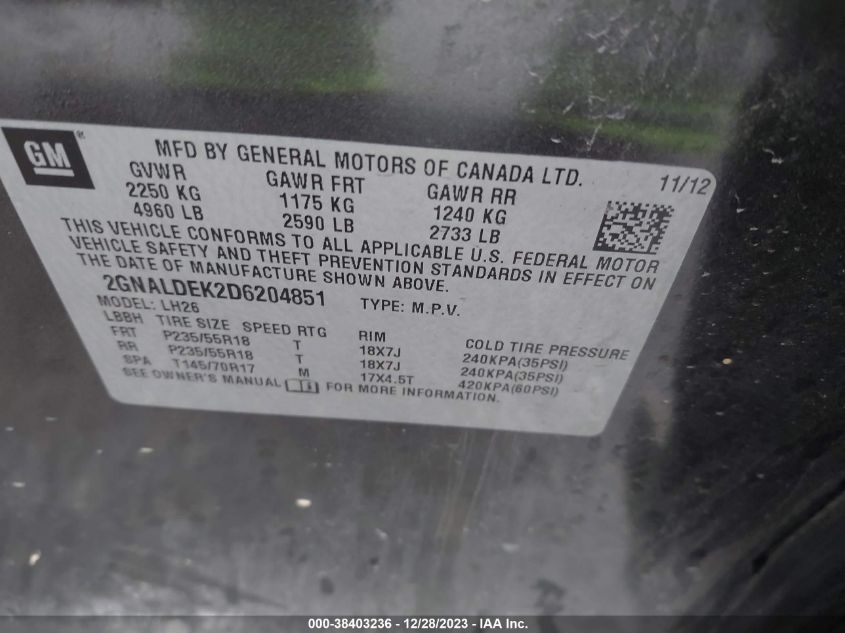 GM®
MFD BY GENERAL MOTORS OF CANADA LTD. 11/12
GVWR GAWR FRT GAWR RR
2250 KG 1175 KG 1240 KG
4960 LB 2590 LB 2733 LB
THIS VEHICLE CONFORMS TO ALL APPLICABLE U.S. FEDERAL MOTOR
VEHICLE SAFETY AND THEFT PREVENTION STANDARDS IN EFFECT ON
THE DATE OF MANUFACTURE SHOWN ABOVE.
2GNALDEK2D6204851 TYPE: M.P.V.
MODEL: LH26
LBBH TIRE SIZE SPEED RTG RIM COLD TIRE PRESSURE
FRT P235/55R18 T 18X7J 240KPA(35PSI)
RR P235/55R18 T 18X7J 240KPA(35PSI)
SPA T145/70R17 M 17X4.5T 420KPA(60PSI)
SEE OWNER'S MANUAL FOR MORE INFORMATION.
000-38403236 - 12/28/2023 - IAA Inc.